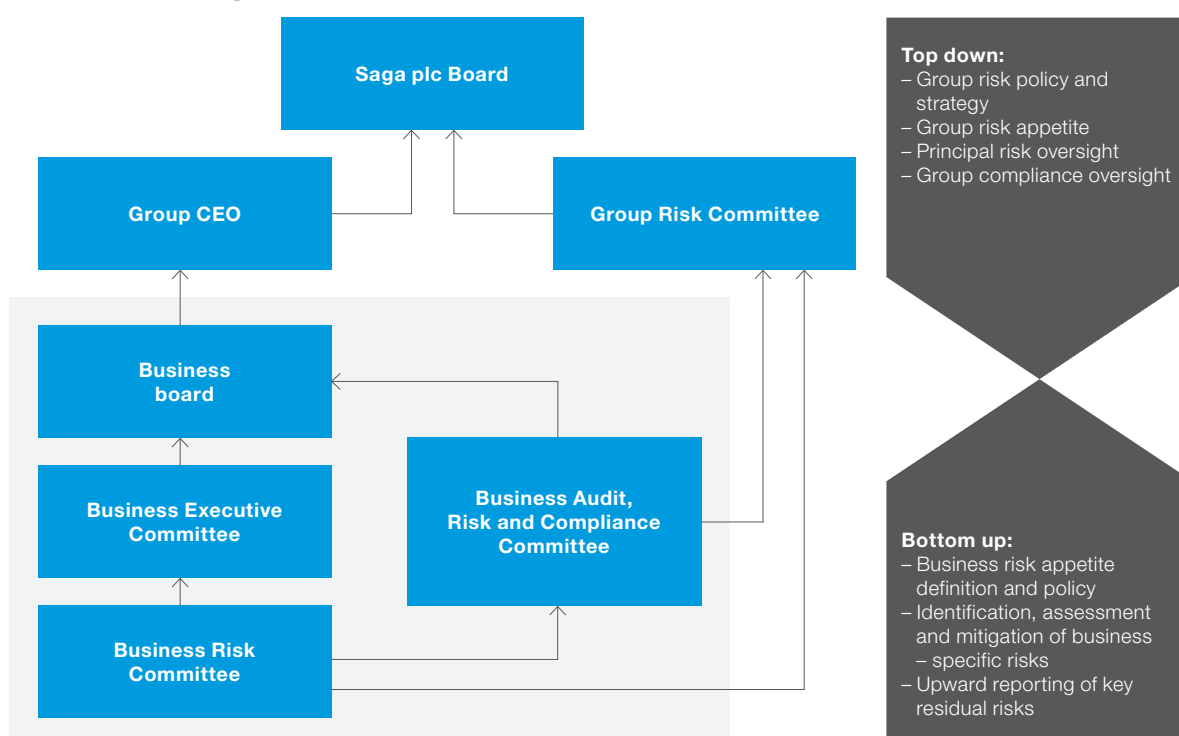 Saga plc Board
Group CEO
Group Risk Committee
Business
board
Business Executive
Committee
Business Audit,
Risk and Compliance
Committee
Business Risk
Committee
Top down:
– Group risk policy and
strategy
– Group risk appetite
– Principal risk oversight
– Group compliance oversight
Bottom up:
– Business risk appetite
definition and policy
– Identification, assessment
and mitigation of business
– specific risks
– Upward reporting of key
residual risks